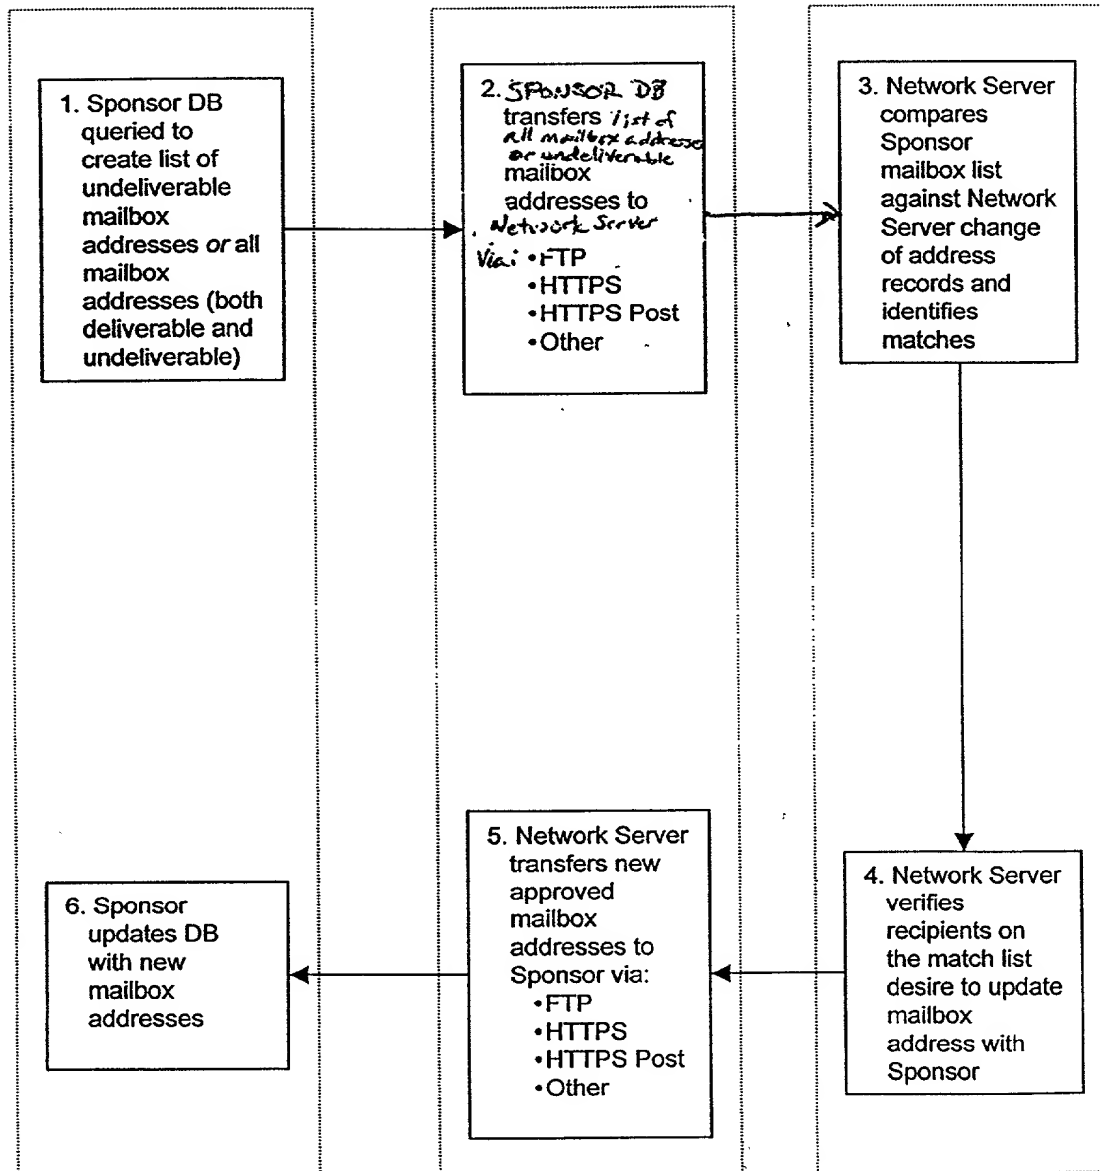 1. Sponsor DB
queried to
create list of
undeliverable
mailbox
addresses or all
mailbox
addresses (both
deliverable and
undeliverable)
2. SPONSOR DB
transfers list of
all mailbox addresses
or undeliverable
mailbox
addresses to
. Network Server
Via: •FTP
•HTTPS
•HTTPS Post
•Other
3. Network Server
compares
Sponsor
mailbox list
against Network
Server change
of address
records and
identifies
matches
4. Network Server
verifies
recipients on
the match list
desire to update
mailbox
address with
Sponsor
5. Network Server
transfers new
approved
mailbox
addresses to
Sponsor via:
•FTP
•HTTPS
•HTTPS Post
•Other
6. Sponsor
updates DB
with new
mailbox
addresses